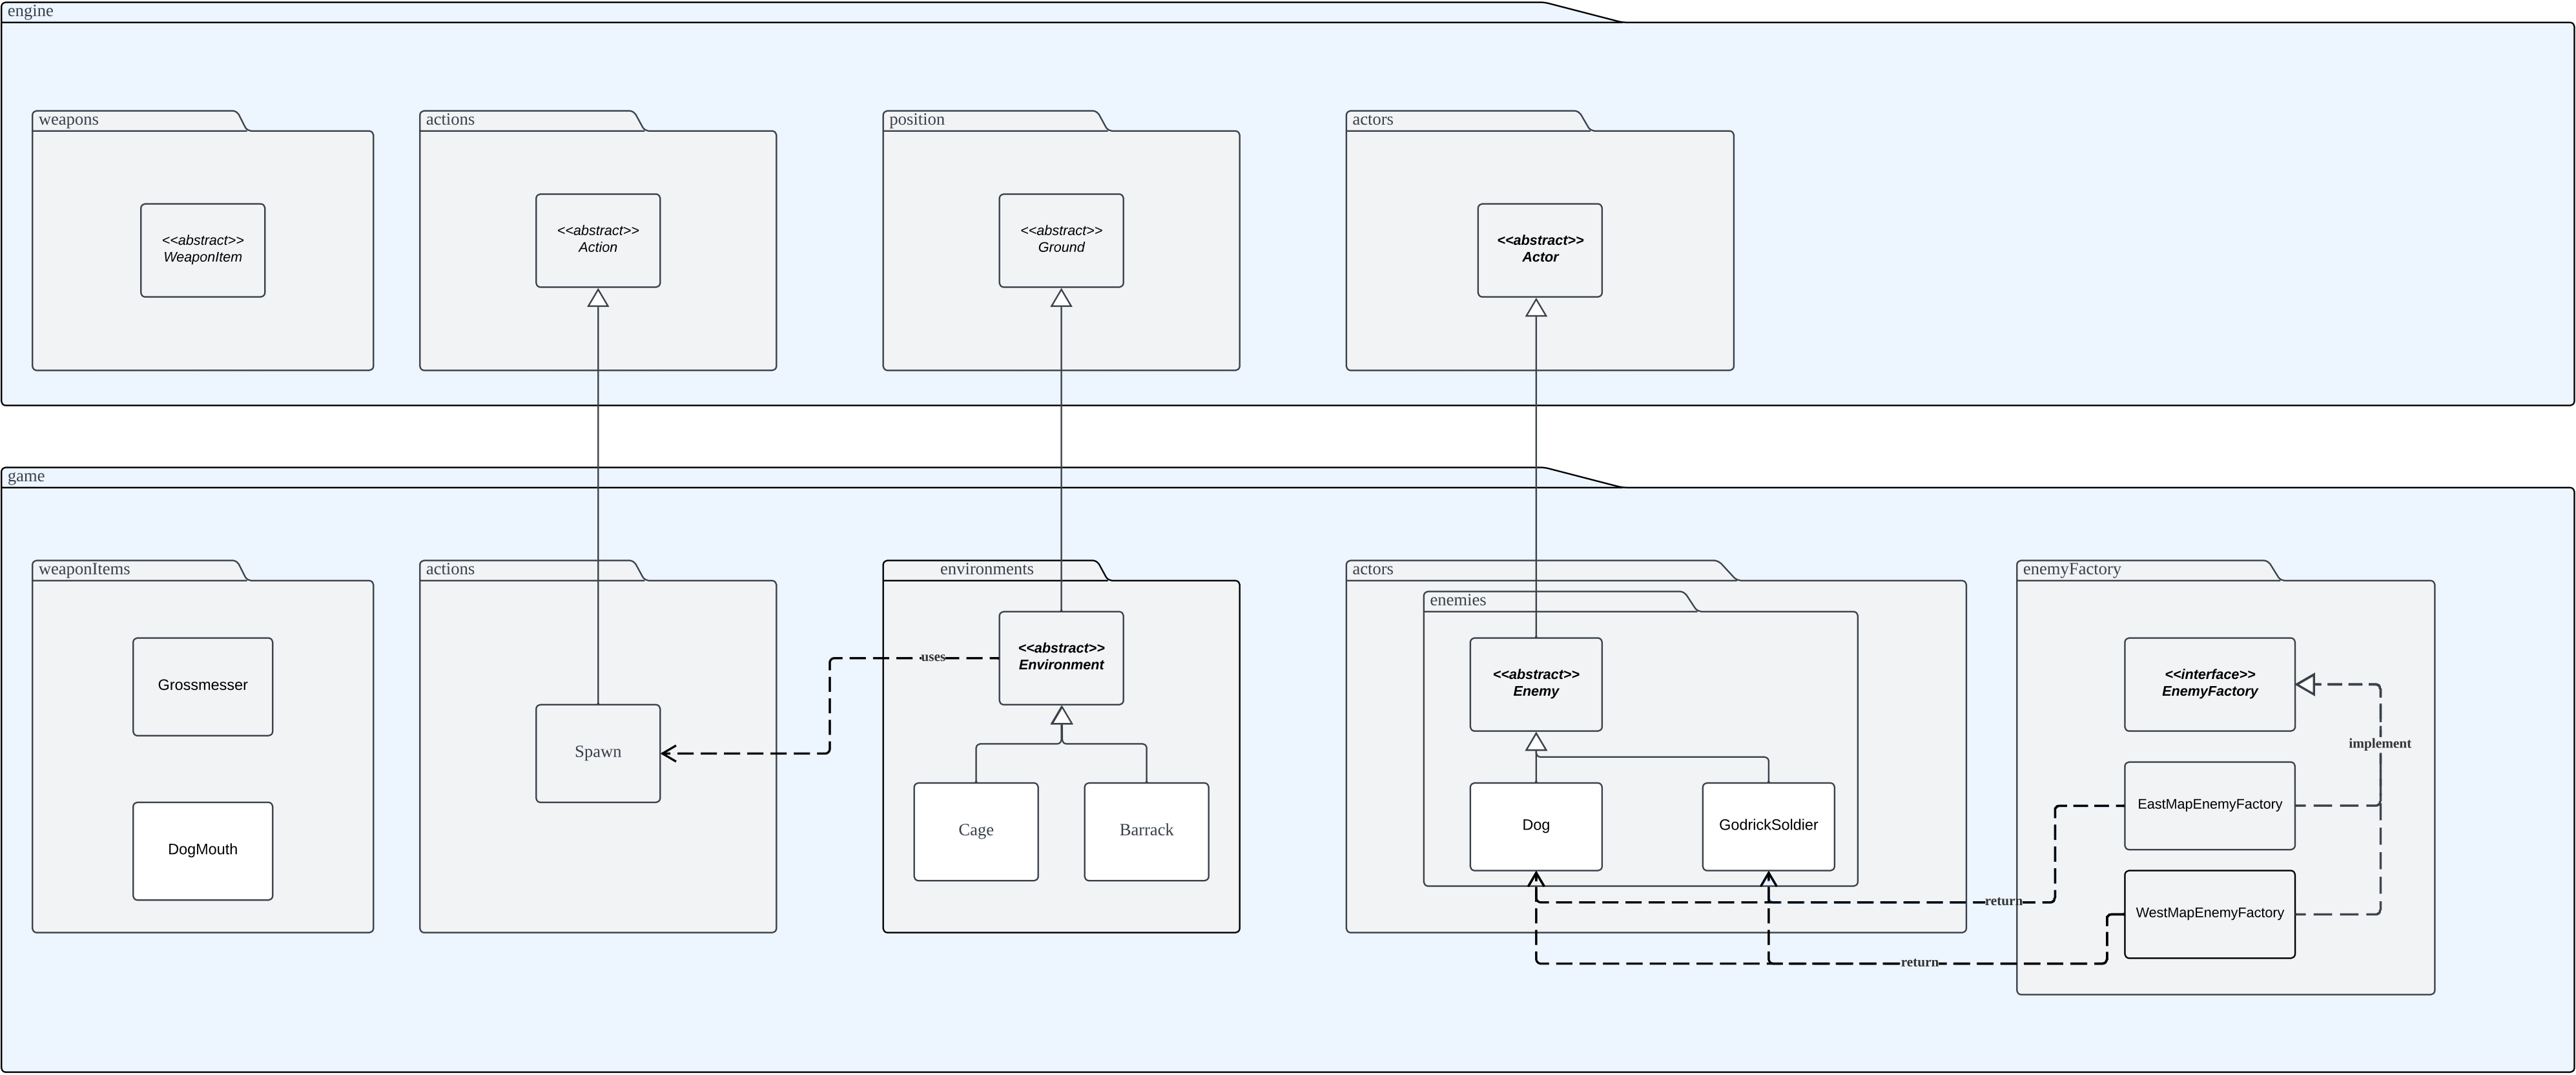 engine
weapons
actions
position
actors
<<abstract>>
WeaponItem
<<abstract>>
Action
<<abstract>>
Ground
<<abstract>>
Actor
game
weaponItems
actions
environments
actors
enemyFactory
enemies
Grossmesser
DogMouth
Spawn
uses
<<abstract>>
Environment
Cage
Barrack
<<abstract>>
Enemy
Dog
GodrickSoldier
<<interface>>
EnemyFactory
implement
EastMapEnemyFactory
return
WestMapEnemyFactory
return